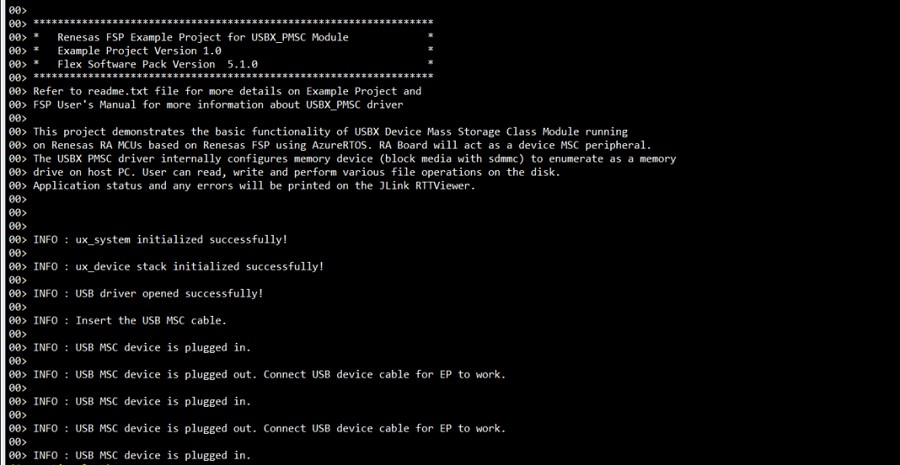 00>
00> *******************************************************************
00> *   Renesas FSP Example Project for USBX_PMSC Module             *
00> *   Example Project Version 1.0                                  *
00> *   Flex Software Pack Version  5.1.0                            *
00> *******************************************************************
00> Refer to readme.txt file for more details on Example Project and
00> FSP User's Manual for more information about USBX_PMSC driver
00>
00> This project demonstrates the basic functionality of USBX Device Mass Storage Class Module running
00> on Renesas RA MCUs based on Renesas FSP using AzureRTOS. RA Board will act as a device MSC peripheral.
00> The USBX PMSC driver internally configures memory device (block media with sdmmc) to enumerate as a memory
00> drive on host PC. User can read, write and perform various file operations on the disk.
00> Application status and any errors will be printed on the JLink RTTViewer.
00>
00>
00>
00> INFO : ux_system initialized successfully!
00>
00> INFO : ux_device stack initialized successfully!
00>
00> INFO : USB driver opened successfully!
00>
00> INFO : Insert the USB MSC cable.
00>
00> INFO : USB MSC device is plugged in.
00>
00> INFO : USB MSC device is plugged out. Connect USB device cable for EP to work.
00>
00> INFO : USB MSC device is plugged in.
00>
00> INFO : USB MSC device is plugged out. Connect USB device cable for EP to work.
00>
00> INFO : USB MSC device is plugged in.